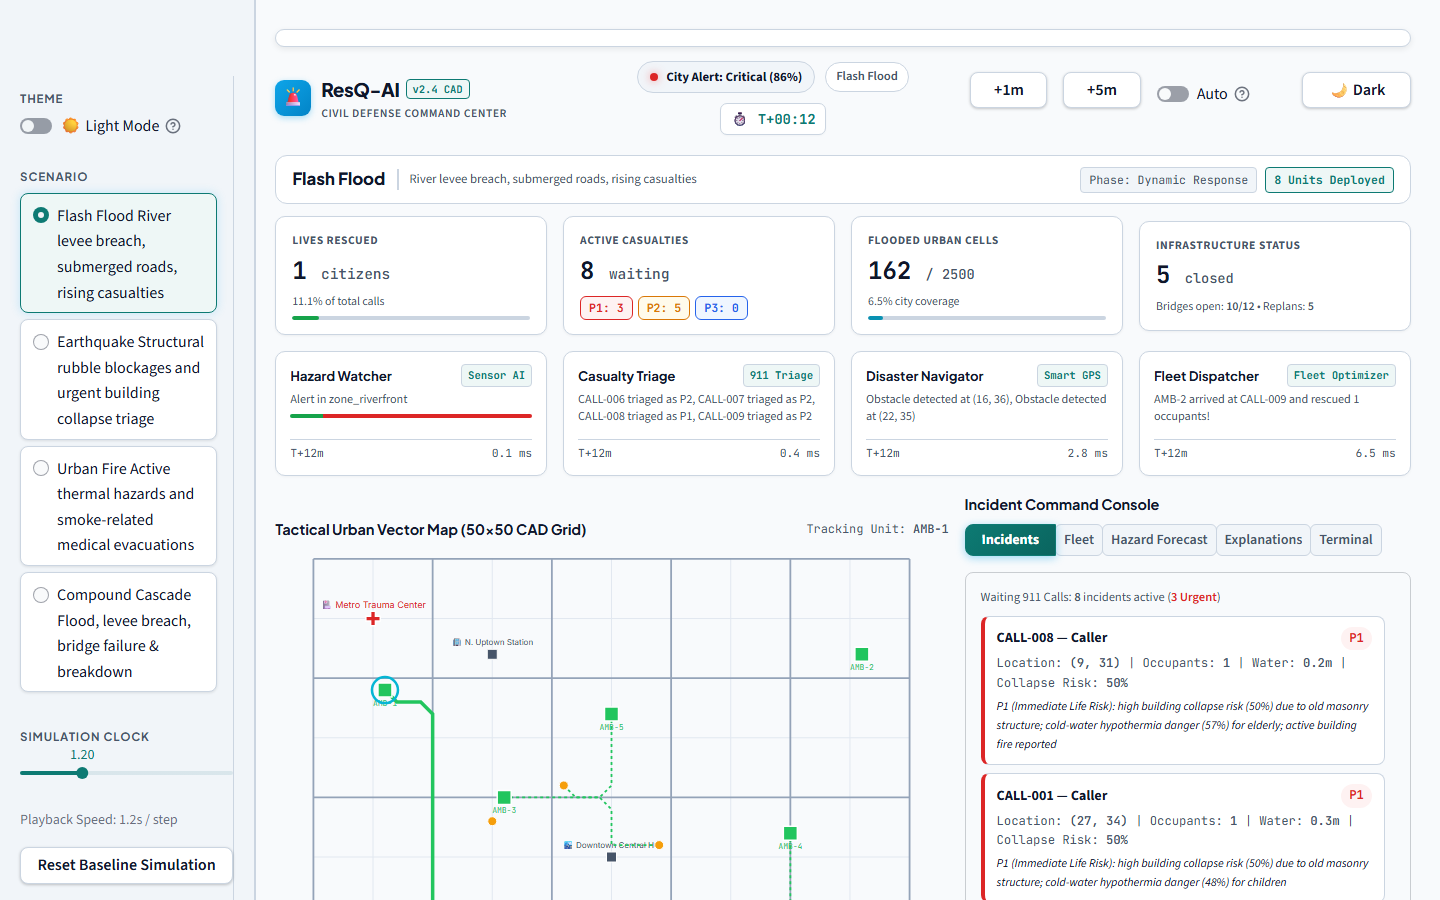 THEME
Light Mode
SCENARIO
Flash Flood River
levee breach,
submerged roads,
rising casualties
Earthquake Structural
rubble blockages and
urgent building
collapse triage
Urban Fire Active
thermal hazards and
smoke-related
medical evacuations
Compound Cascade
Flood, levee breach,
bridge failure &
breakdown
SIMULATION CLOCK
1.20
Playback Speed: 1.2s / step
Reset Baseline Simulation
ResQ-AI v2.4 CAD
CIVIL DEFENSE COMMAND CENTER
City Alert: Critical (86%)
Flash Flood
T+00:12
+1m
+5m
Auto
Dark
Flash Flood
River levee breach, submerged roads, rising casualties
Phase: Dynamic Response
8 Units Deployed
LIVES RESCUED
1 citizens
11.1% of total calls
ACTIVE CASUALTIES
8 waiting
P1: 3 P2: 5 P3: 0
FLOODED URBAN CELLS
162 / 2500
6.5% city coverage
INFRASTRUCTURE STATUS
5 closed
Bridges open: 10/12 • Replans: 5
Hazard Watcher
Sensor AI
Alert in zone_riverfront
T+12m 0.1 ms
Casualty Triage
911 Triage
CALL-006 triaged as P2, CALL-007 triaged as P2,
CALL-008 triaged as P1, CALL-009 triaged as P2
T+12m 0.4 ms
Disaster Navigator
Smart GPS
Obstacle detected at (16, 36), Obstacle detected
at (22, 35)
T+12m 2.8 ms
Fleet Dispatcher
Fleet Optimizer
AMB-2 arrived at CALL-009 and rescued 1
occupants!
T+12m 6.5 ms
Tactical Urban Vector Map (50×50 CAD Grid)
Tracking Unit: AMB-1
Metro Trauma Center
N. Uptown Station
AMB-2
AMB-1
AMB-5
AMB-3
Downtown Central H
AMB-4
Incident Command Console
Incidents
Fleet
Hazard Forecast
Explanations
Terminal
Waiting 911 Calls: 8 incidents active (3 Urgent)
CALL-008 — Caller
P1
Location: (9, 31) | Occupants: 1 | Water: 0.2m |
Collapse Risk: 50%
P1 (Immediate Life Risk): high building collapse risk (50%) due to old masonry
structure; cold-water hypothermia danger (57%) for elderly; active building
fire reported
CALL-001 — Caller
P1
Location: (27, 34) | Occupants: 1 | Water: 0.3m |
Collapse Risk: 50%
P1 (Immediate Life Risk): high building collapse risk (50%) due to old masonry
structure; cold-water hypothermia danger (48%) for children